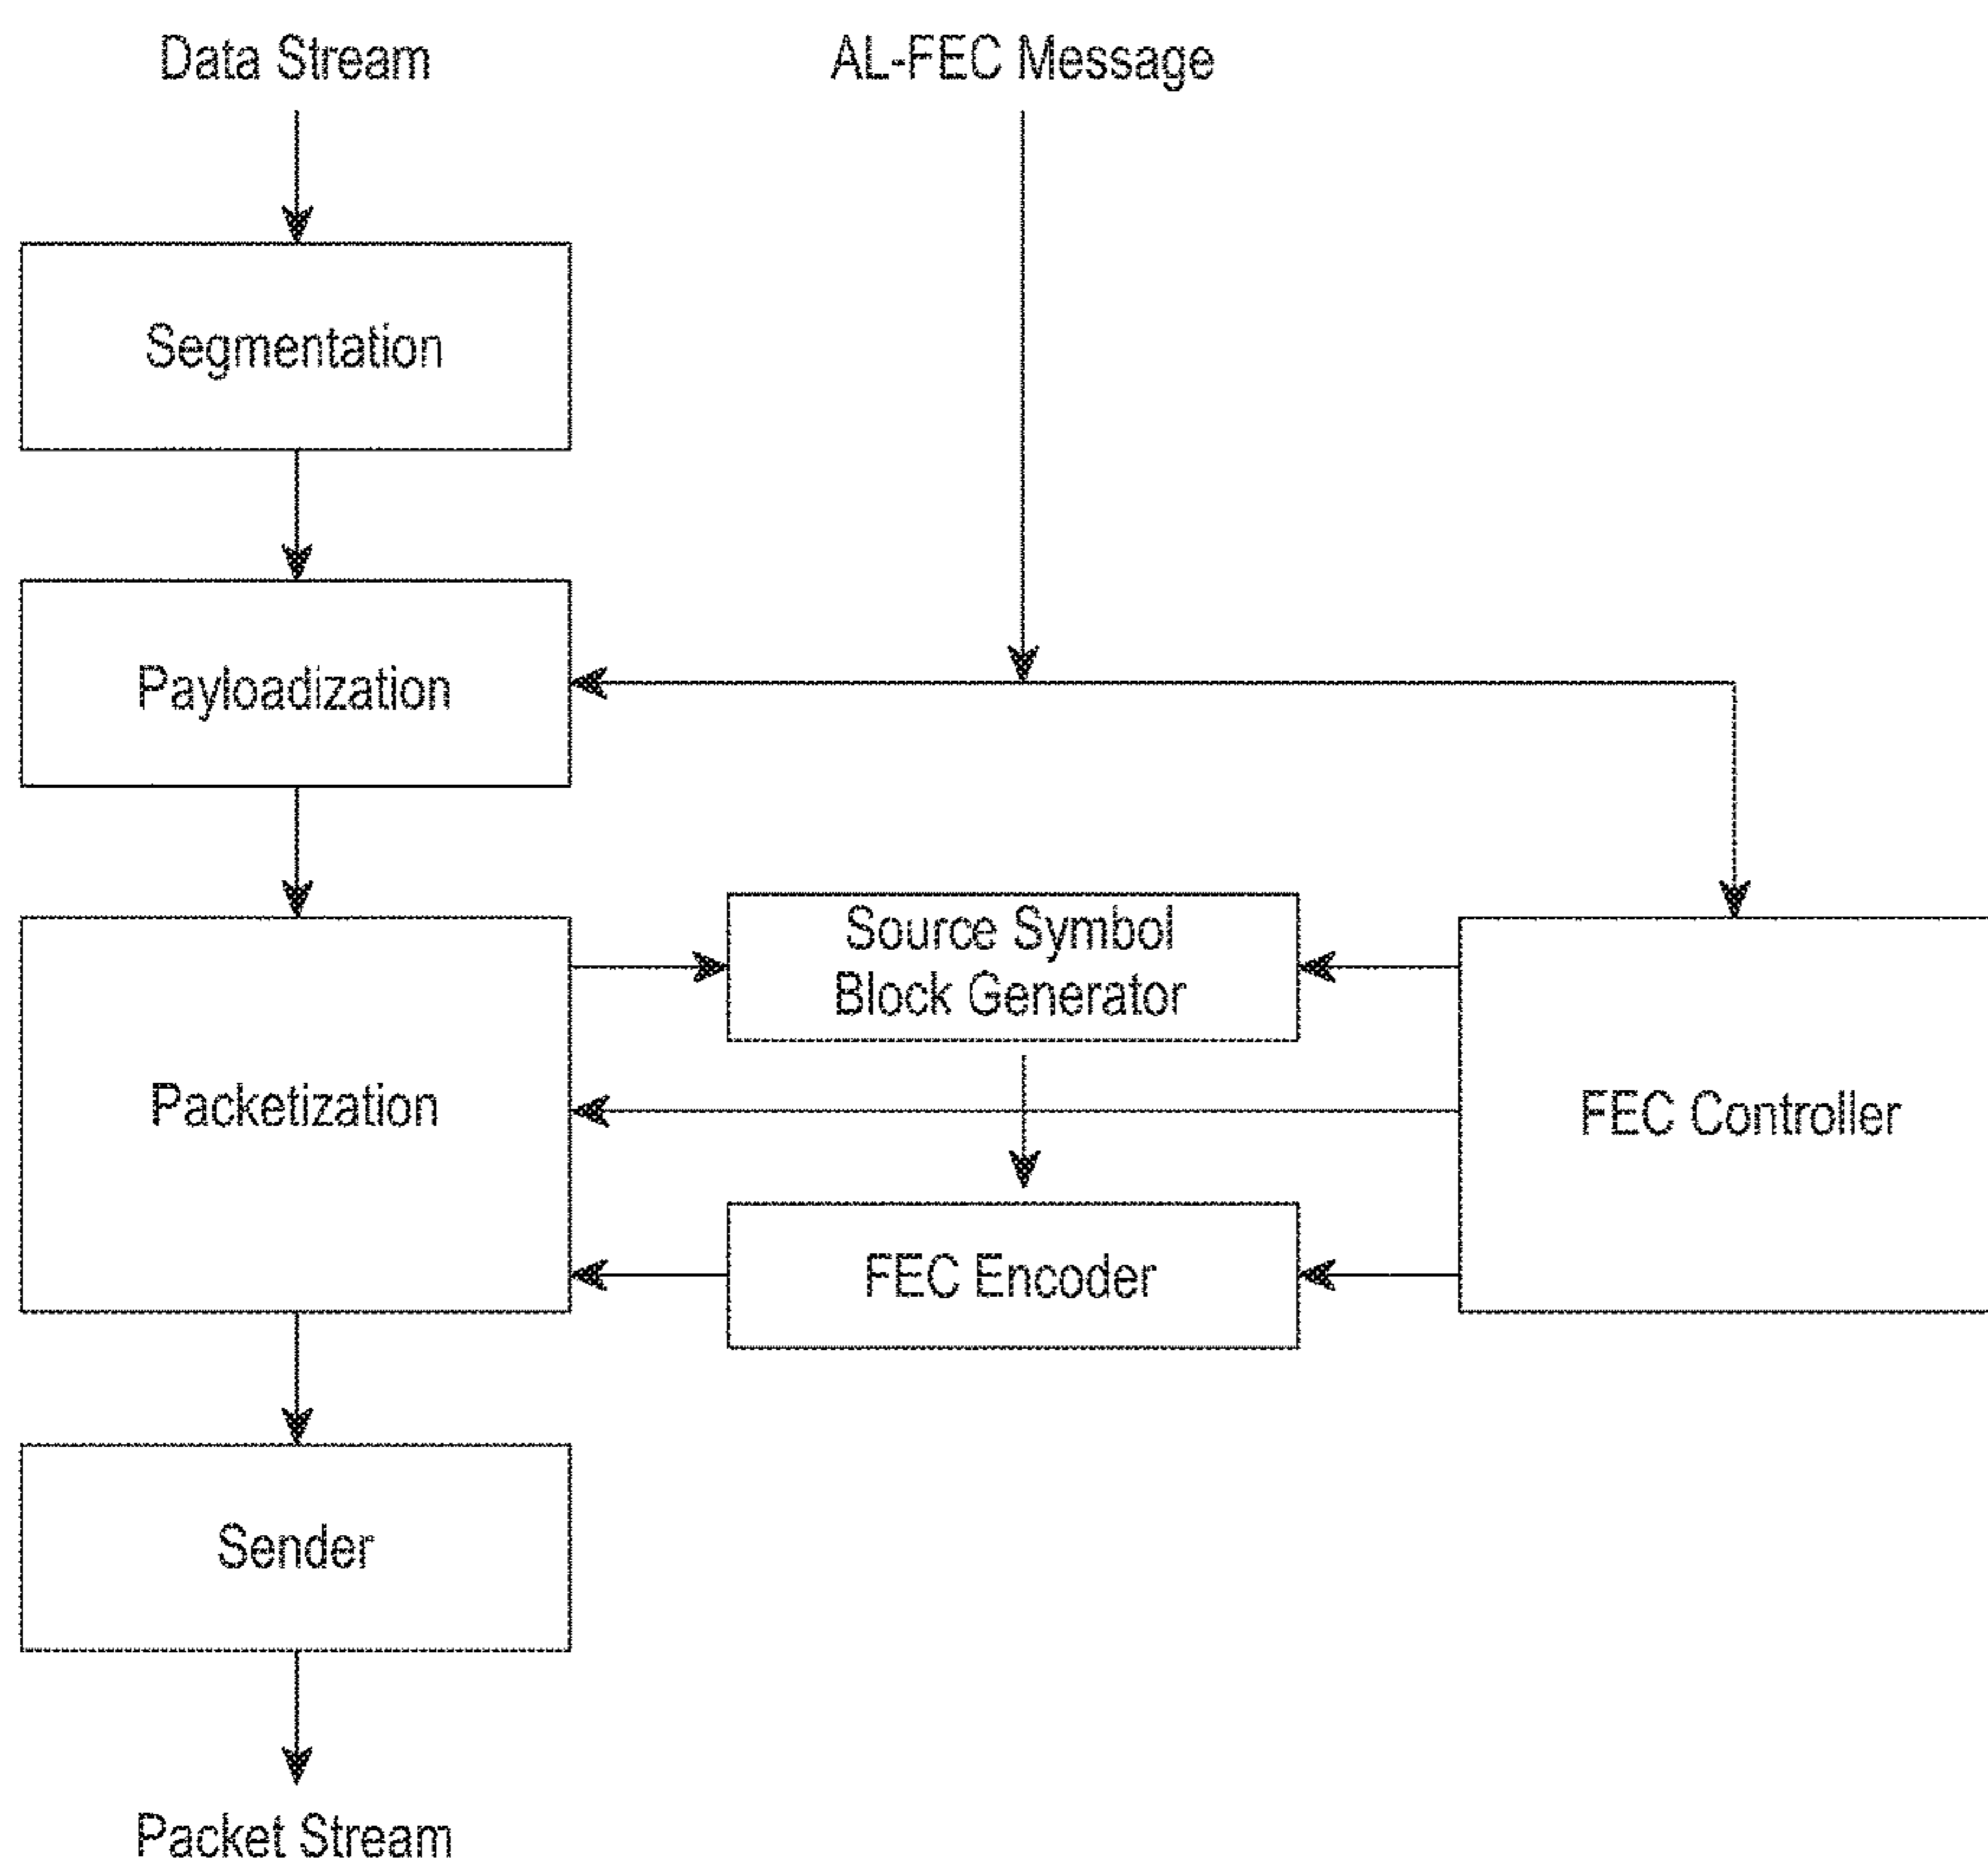 Data Stream
AL-FEC Message
Segmentation
Payloadization
Source Symbol
Block Generator
Packetization
FEC Controller
FEC Encoder
Sender
Packet Stream